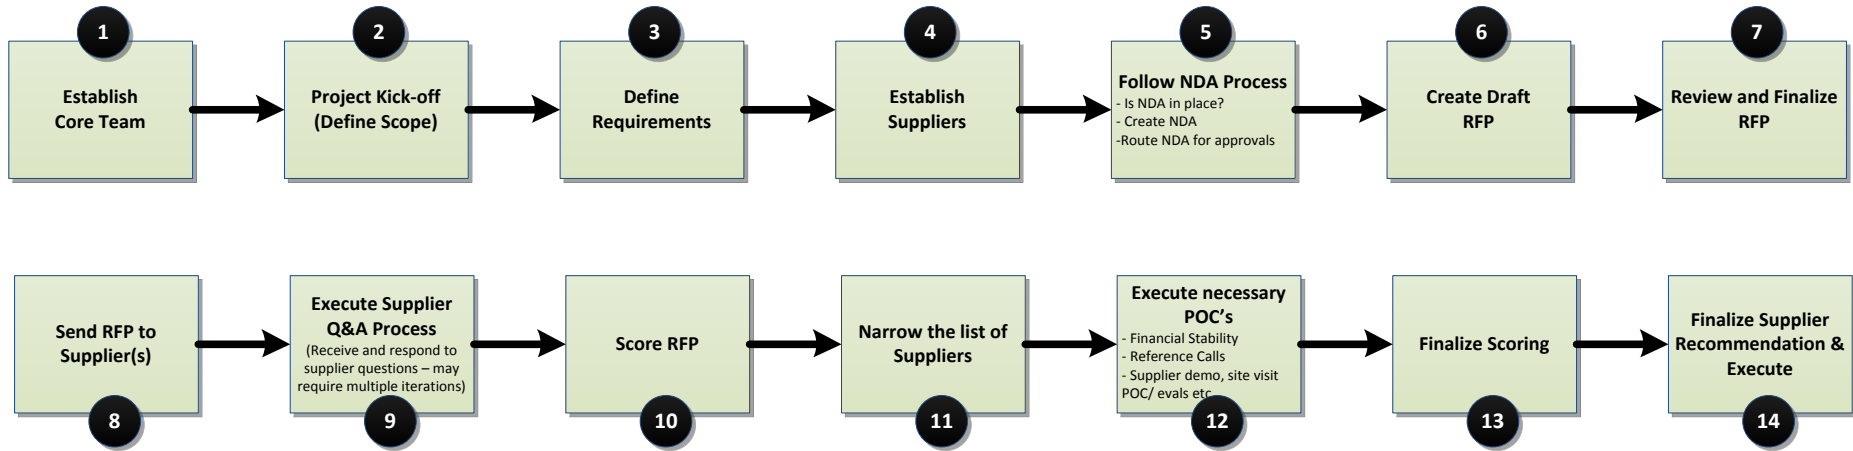 1
Establish
Core Team
2
Project Kick-off
(Define Scope)
3
Define
Requirements
4
Establish
Suppliers
5
Follow NDA Process
- Is NDA in place?
- Create NDA
-Route NDA for approvals
6
Create Draft
RFP
7
Review and Finalize
RFP
Send RFP to
Supplier(s)
8
Execute Supplier
Q&A Process
(Receive and respond to
supplier questions – may
require multiple iterations)
9
Score RFP
10
Narrow the list of
Suppliers
11
Execute necessary
POC's
- Financial Stability
- Reference Calls
- Supplier demo, site visit
POC/ evals etc
12
Finalize Scoring
13
Finalize Supplier
Recommendation &
Execute
14